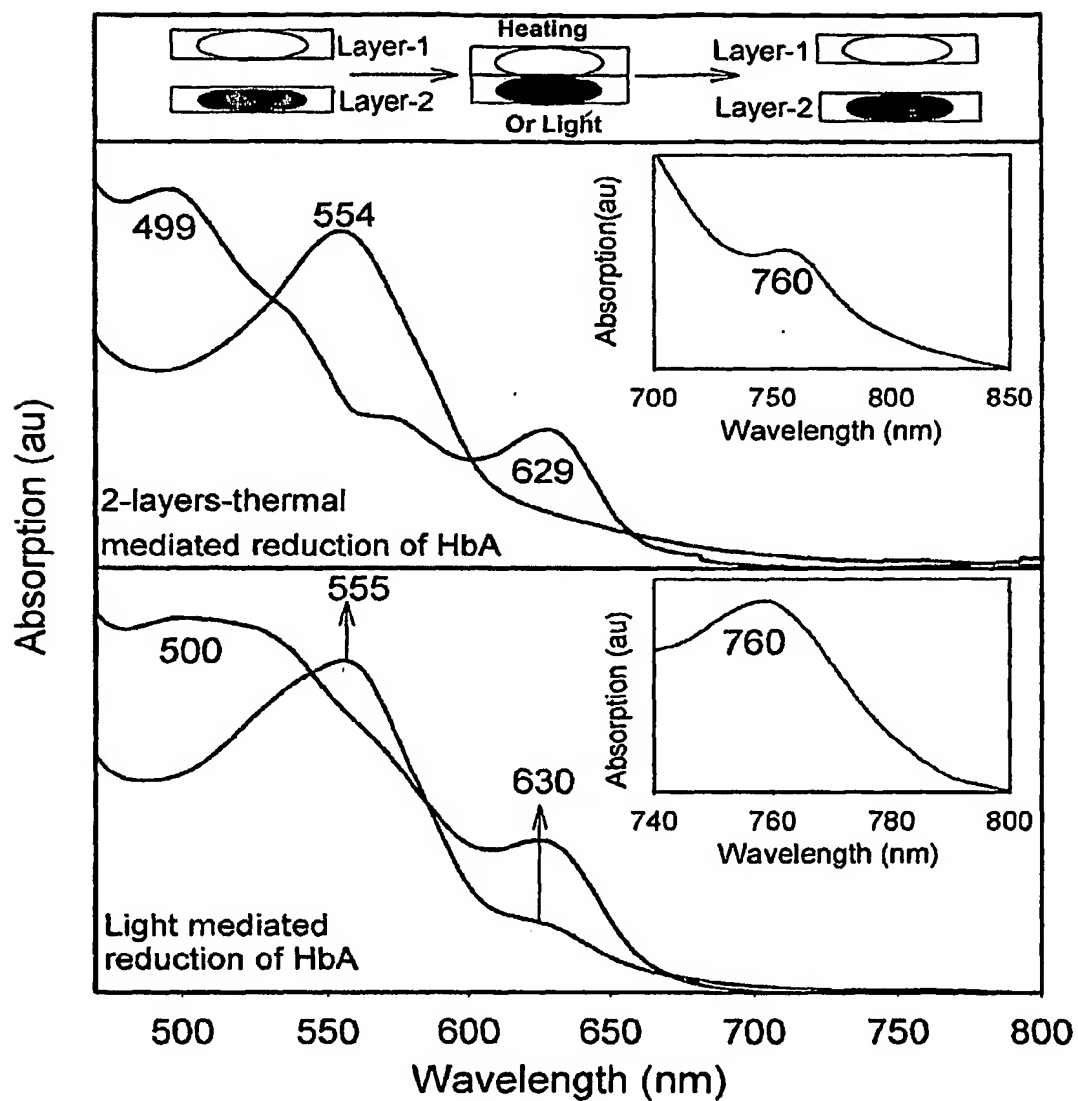 Heating
Layer-1
Layer-2
Or Light
Layer-1
Layer-2
Absorption (au)
499
554
629
2-layers-thermal
mediated reduction of HbA
Absorption(au)
760
700 750 800 850
Wavelength (nm)
500
555
630
Light mediated
reduction of HbA
Absorption (au)
760
740 760 780 800
Wavelength (nm)
500 550 600 650 700 750 800
Wavelength (nm)